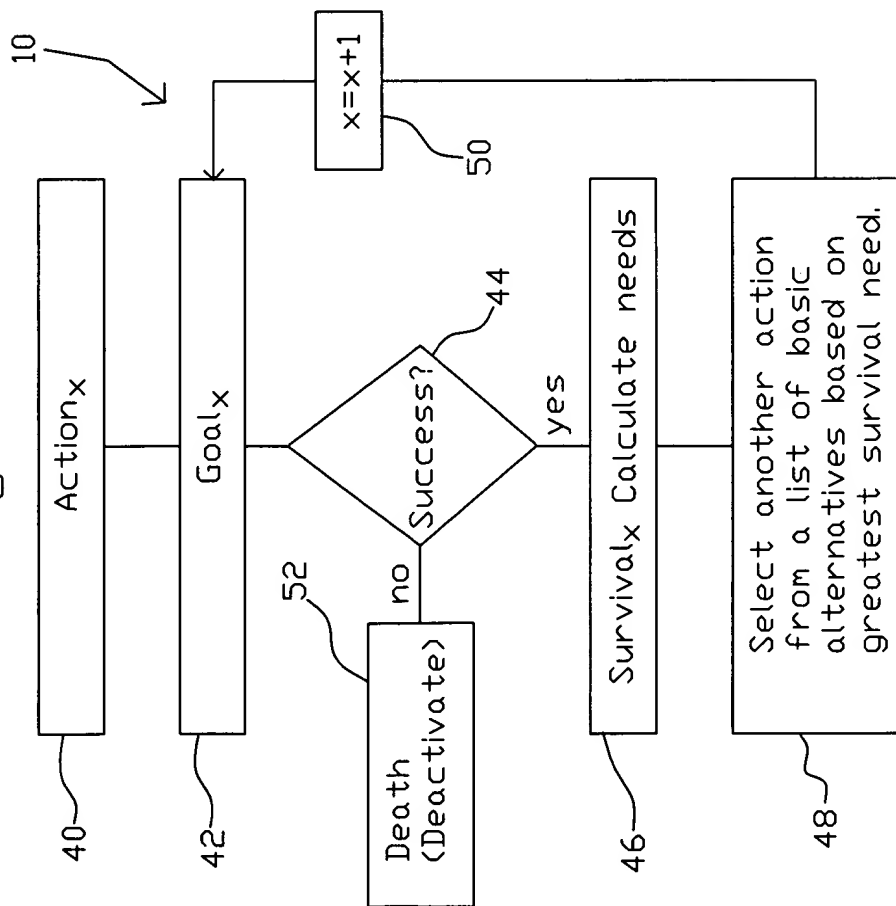 10
Action_x
40
Goal_x
42
x=x+1
50
Success?
44
no
yes
52
Death
(Deactivate)
Survival_x Calculate needs
46
Select another action
from a list of basic
alternatives based on
greatest survival need.
48